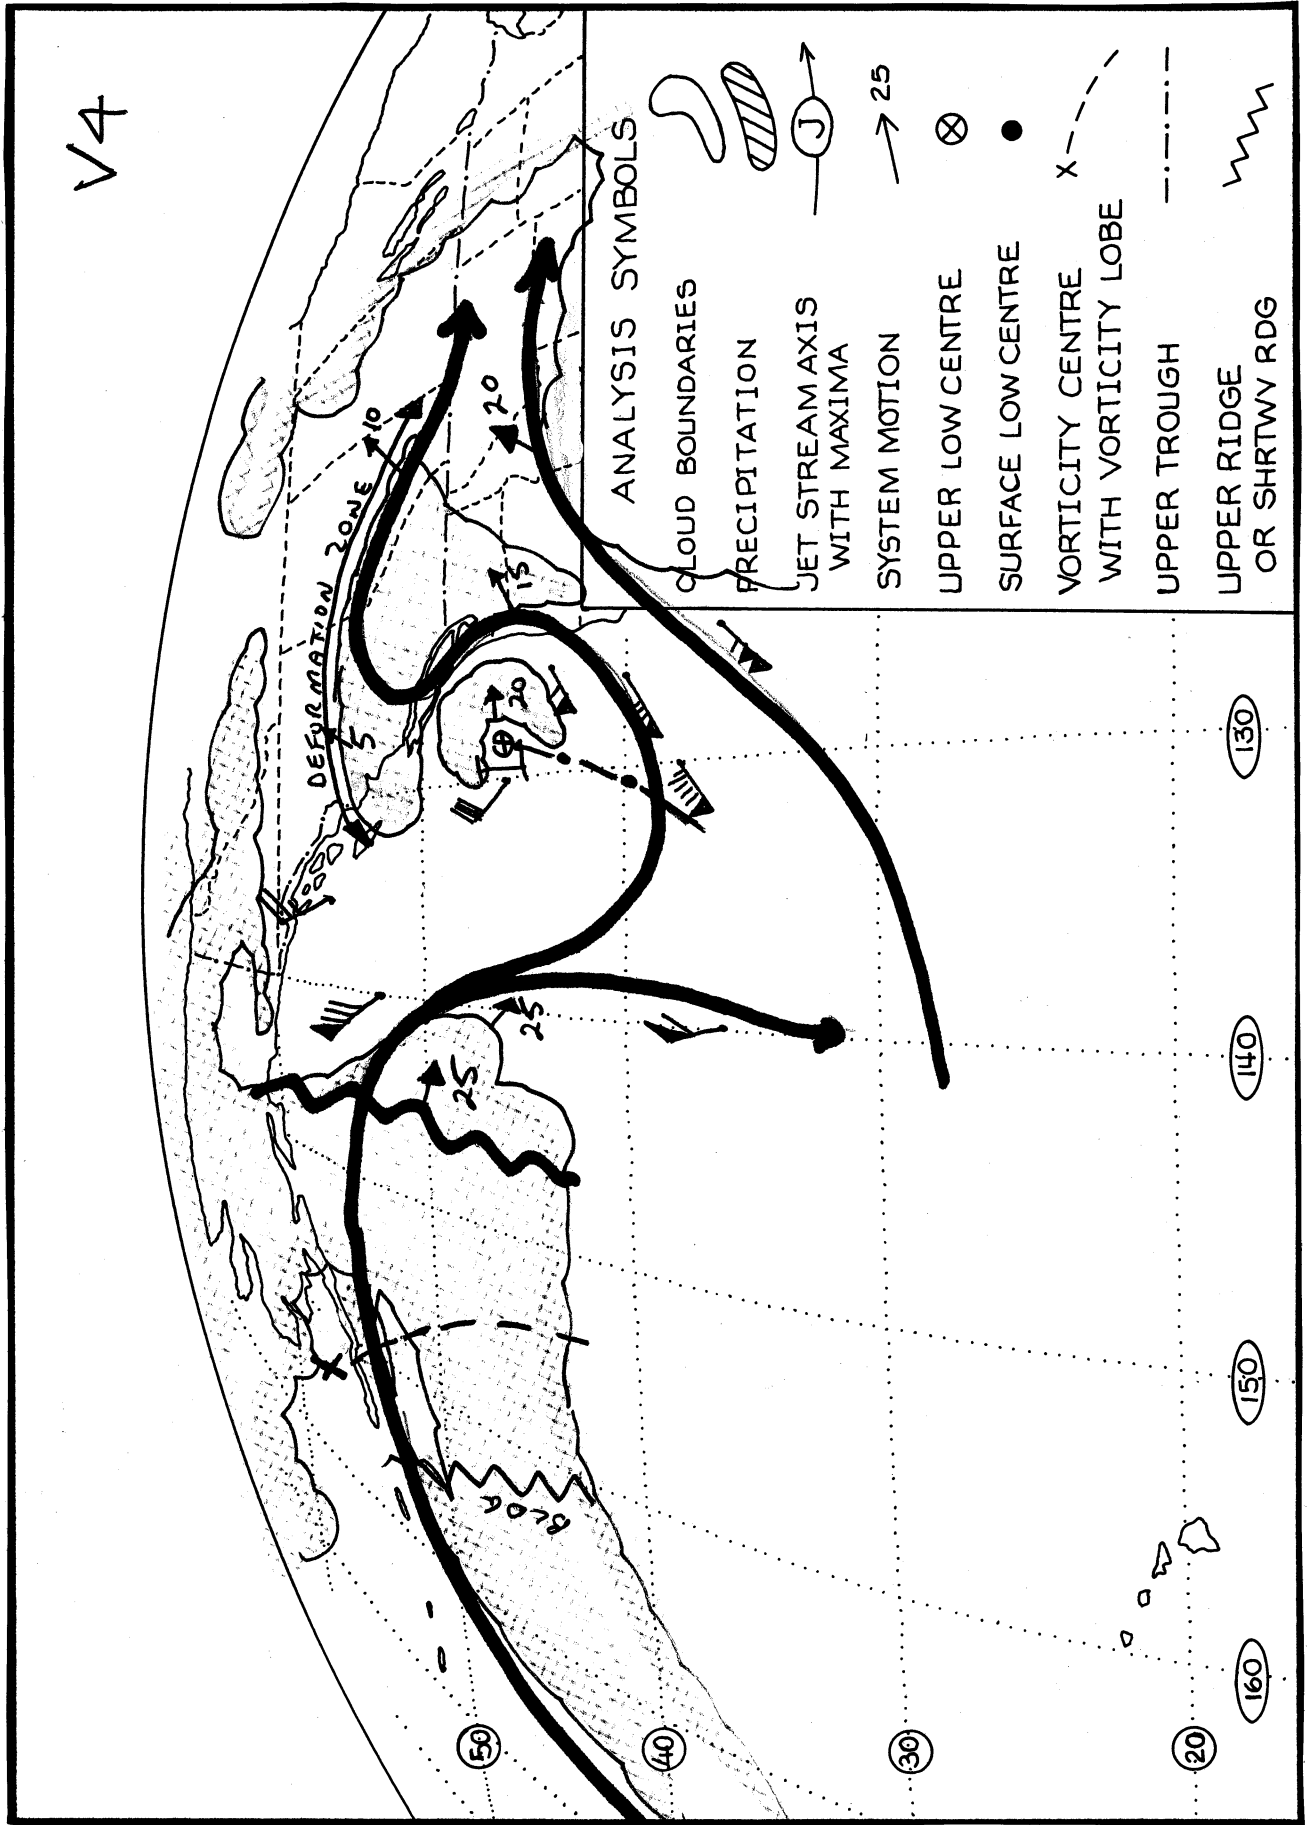 V4
ANALYSIS SYMBOLS
CLOUD BOUNDARIES
PRECIPITATION
JET STREAM AXIS
WITH MAXIMA
J
SYSTEM MOTION
25
UPPER LOW CENTRE
SURFACE LOW CENTRE
VORTICITY CENTRE
WITH VORTICITY LOBE
X
UPPER TROUGH
UPPER RIDGE
OR SHRTWV RDG
DEFORMATION ZONE
10
20
15
5
20
25
25
X
50
40
30
20
160
150
140
130